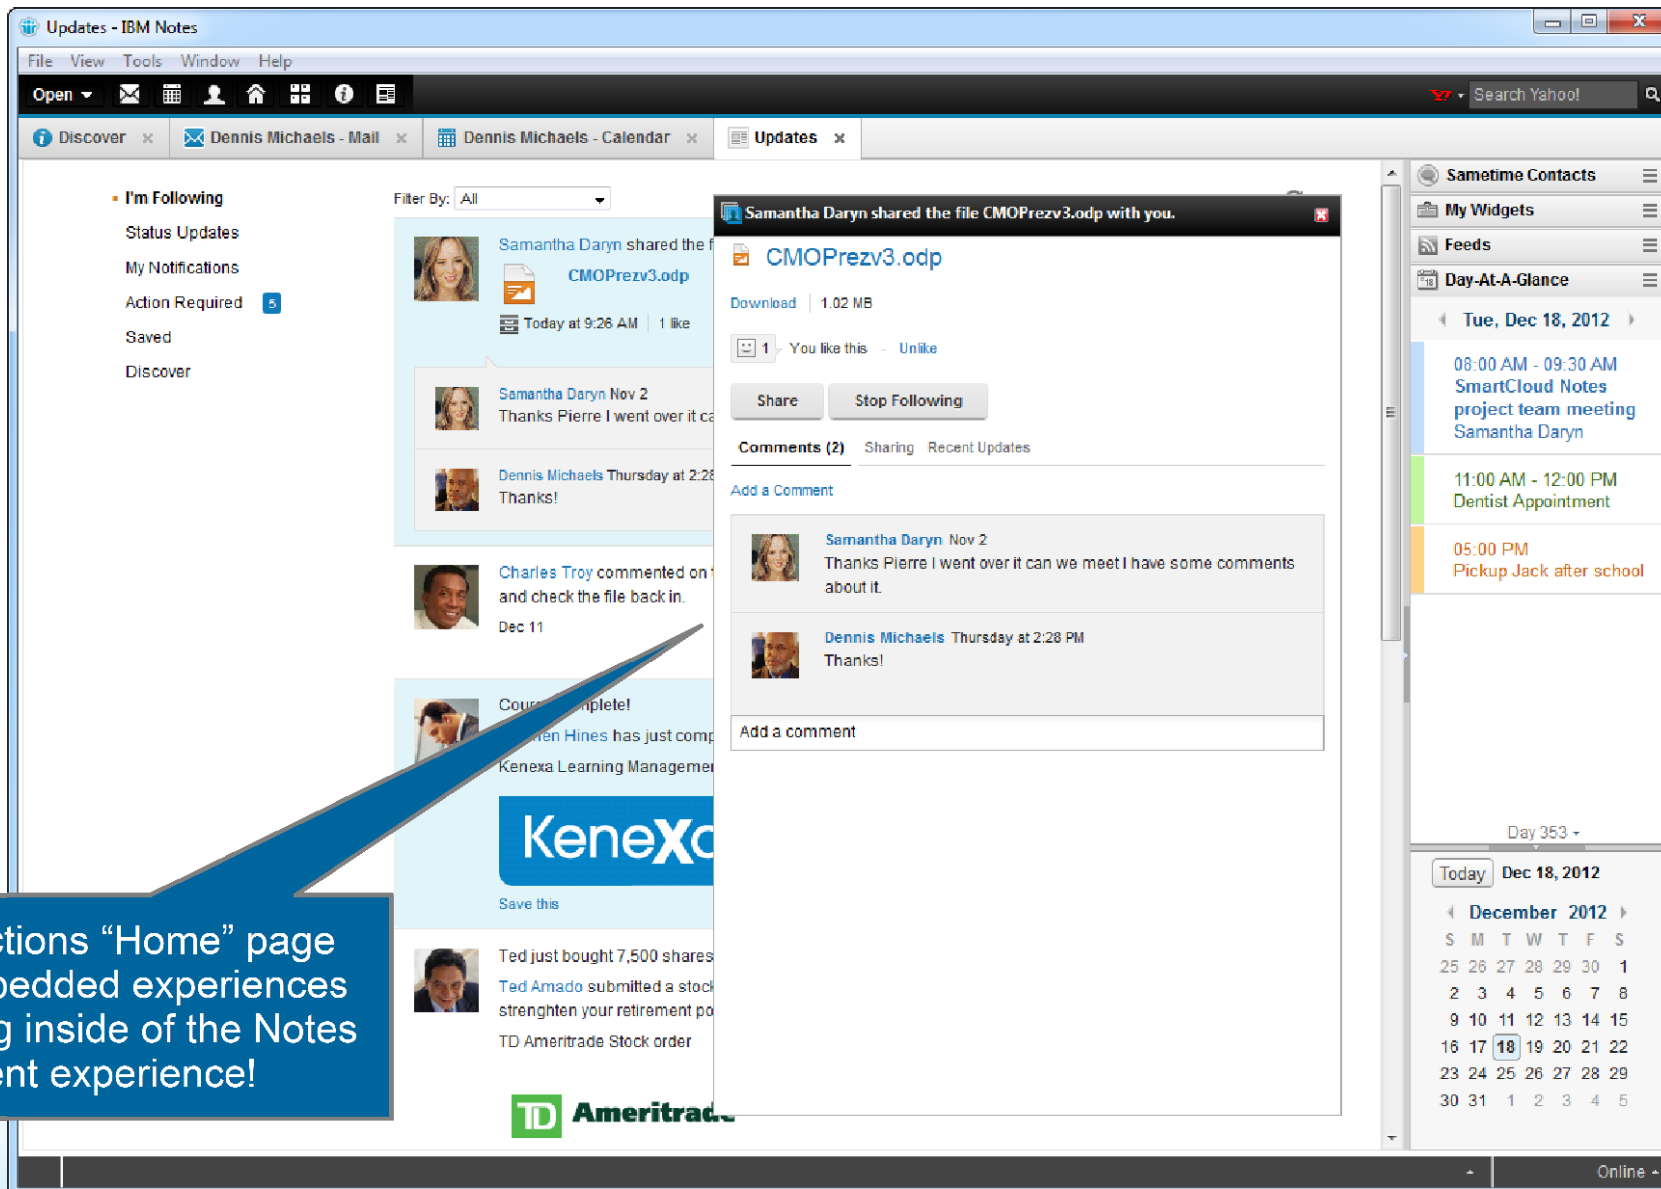 Updates - IBM Notes
File View Tools Window Help
Open
Search Yahoo!
Discover
Dennis Michaels - Mail
Dennis Michaels - Calendar
Updates
I'm Following
Status Updates
My Notifications
Action Required 5
Saved
Discover
Filter By: All
Samantha Daryn shared the f
CMOPrezv3.odp
Today at 9:26 AM 1 like
Samantha Daryn Nov 2
Thanks Pierre I went over it ca
Dennis Michaels Thursday at 2:28
Thanks!
Charles Troy commented on
and check the file back in.
Dec 11
Hines has just comp
Kenexa Learning Managemen
Kenexa
Save this
Ted just bought 7,500 shares
Ted Amado submitted a stock
strenghten your retirement po
TD Ameritrade Stock order
TD Ameritrade
Samantha Daryn shared the file CMOPrezv3.odp with you.
CMOPrezv3.odp
Download 1.02 MB
1 You like this - Unlike
Share Stop Following
Comments (2) Sharing Recent Updates
Add a Comment
Samantha Daryn Nov 2
Thanks Pierre I went over it can we meet I have some comments
about it.
Dennis Michaels Thursday at 2:28 PM
Thanks!
Add a comment
ctions “Home” page
bedded experiences
g inside of the Notes
ent experience!
Sametime Contacts
My Widgets
Feeds
18 Day-At-A-Glance
Tue, Dec 18, 2012
08:00 AM - 09:30 AM
SmartCloud Notes
project team meeting
Samantha Daryn
11:00 AM - 12:00 PM
Dentist Appointment
05:00 PM
Pickup Jack after school
Day 353
Today Dec 18, 2012
December 2012
S M T W T F S
25 26 27 28 29 30 1
2 3 4 5 6 7 8
9 10 11 12 13 14 15
16 17 18 19 20 21 22
23 24 25 26 27 28 29
30 31 1 2 3 4 5
Online